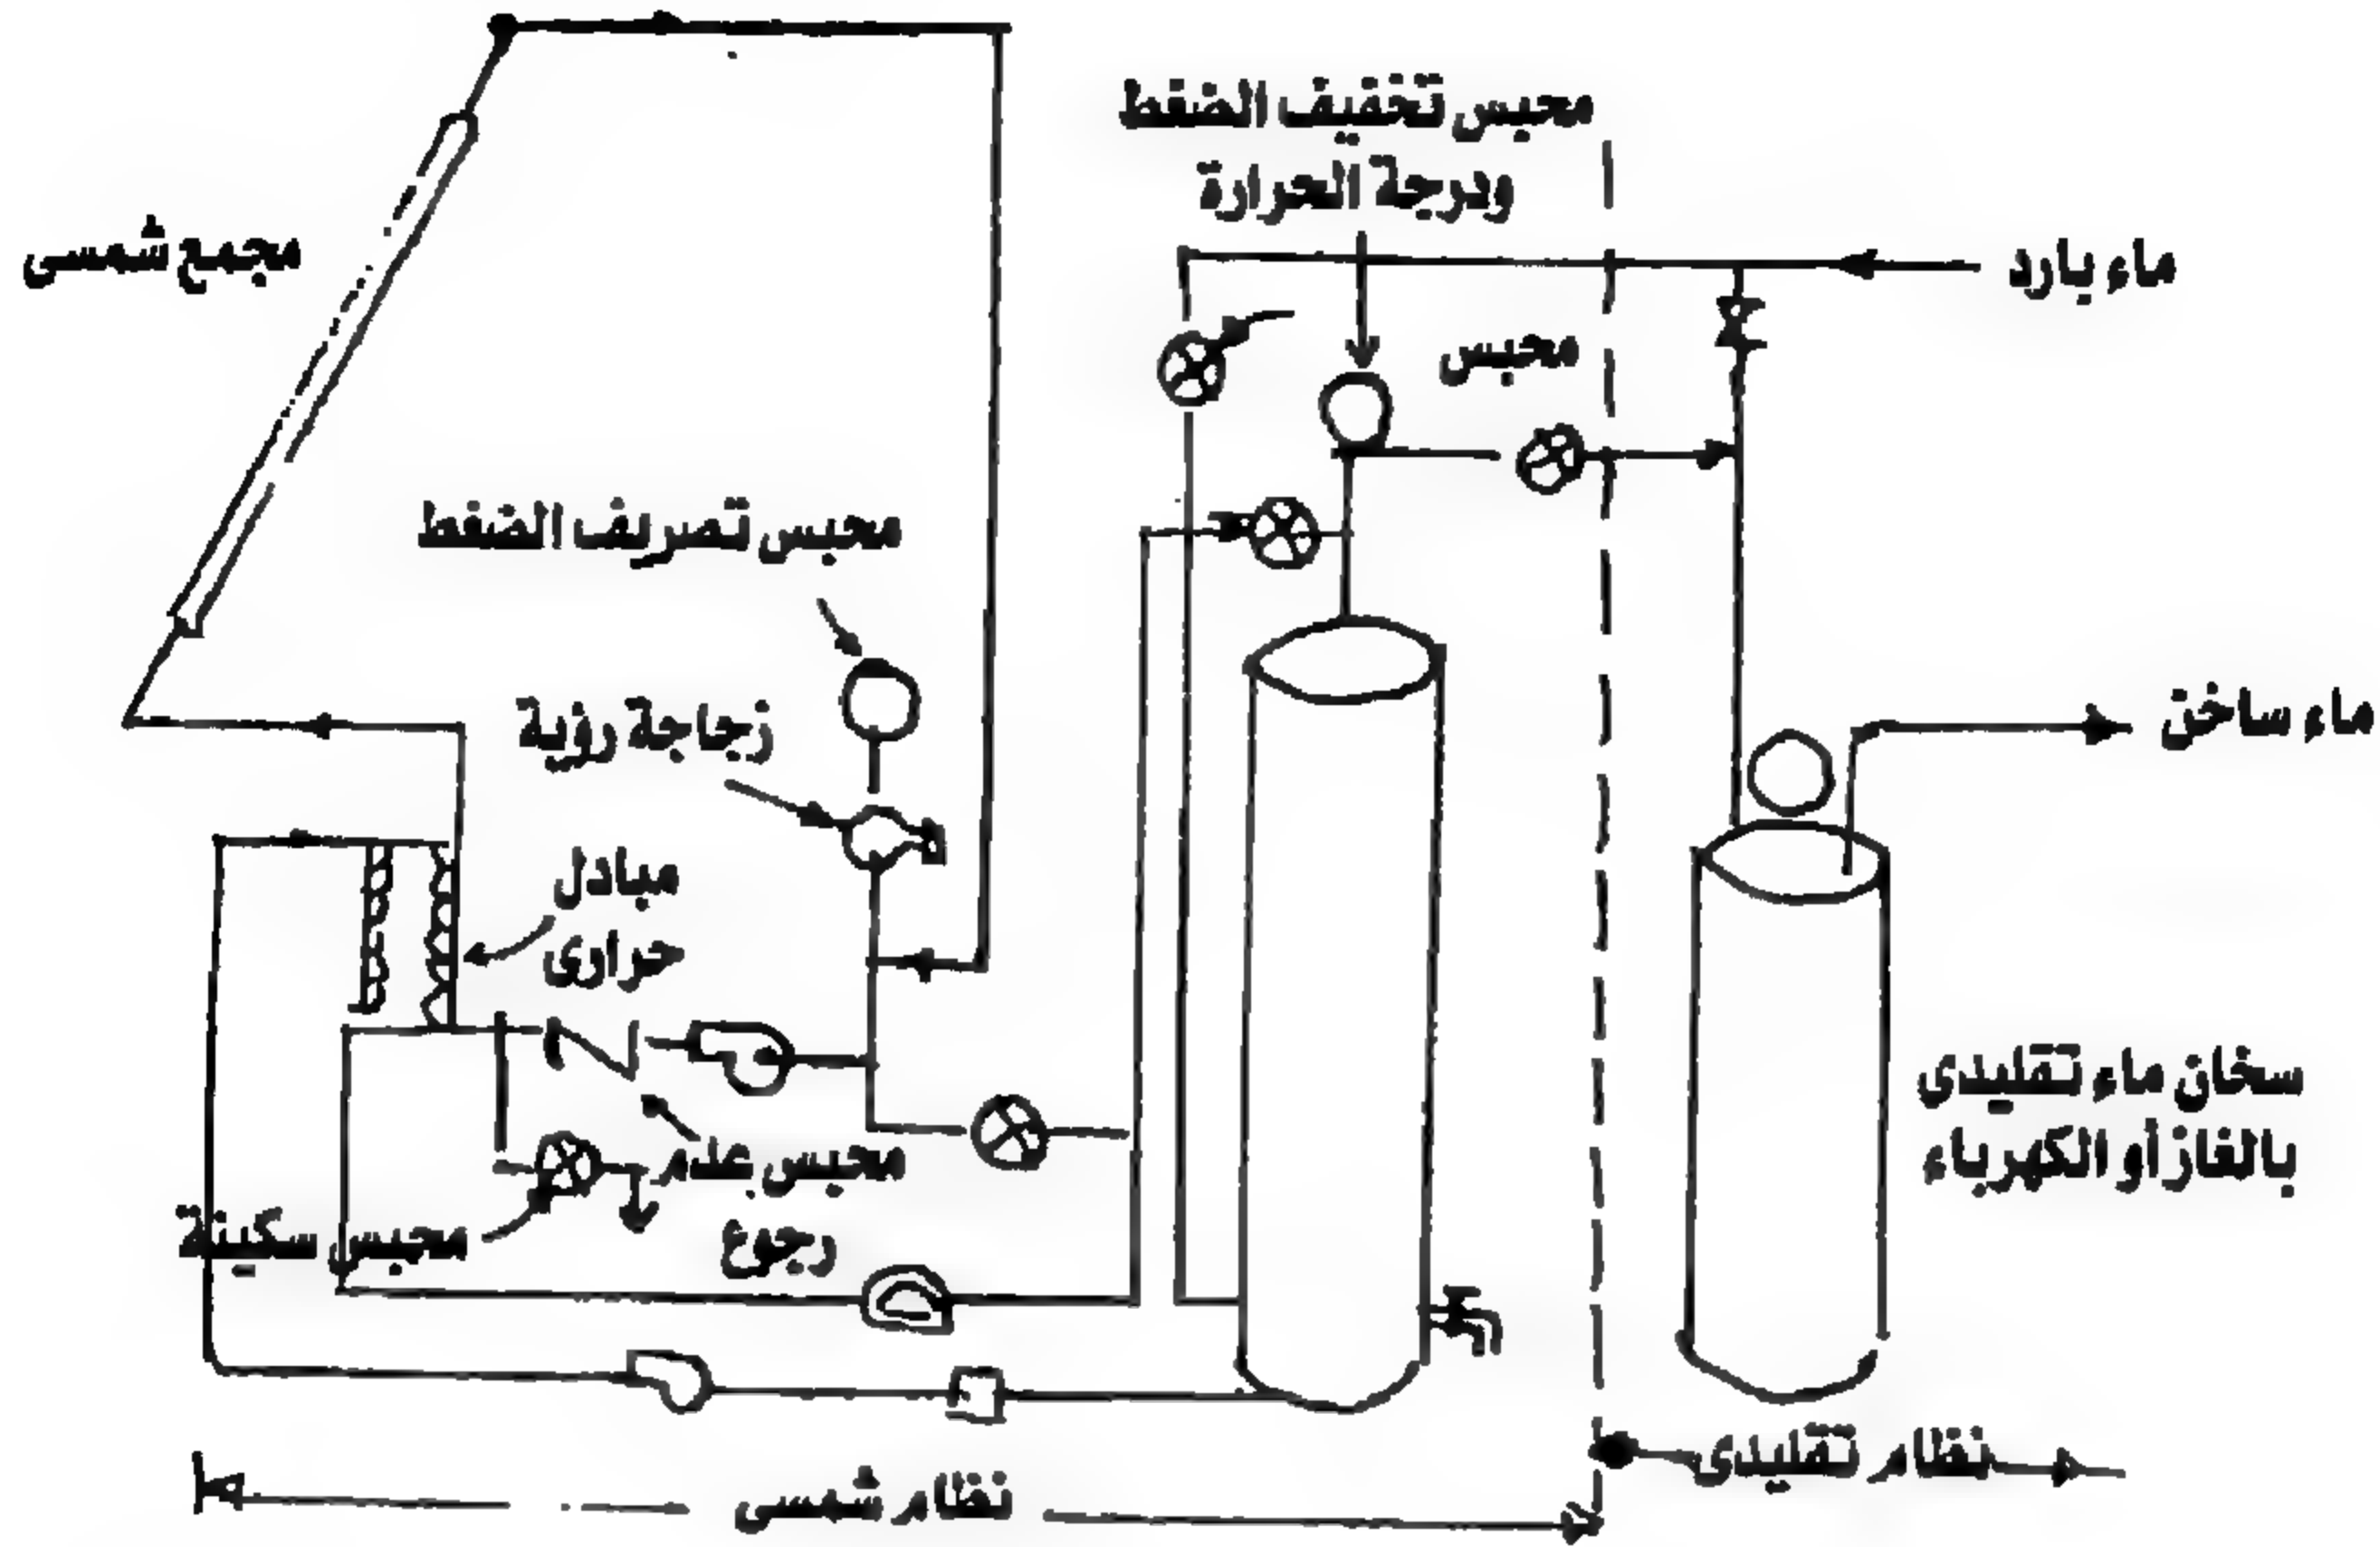 محبس تخفيف الضغط
ودرجة الحرارة
ماء بارد
مجمع شمسى
محبس
محبس تصريف الضغط
زجاجة رؤية
ماء ساخن
مبادل
حرارى
سخان ماء تقليدى
بالغاز أو الكهرباء
محبس عدم
رجوع
محبس سكينة
نظام تقليدى
نظام شمسى